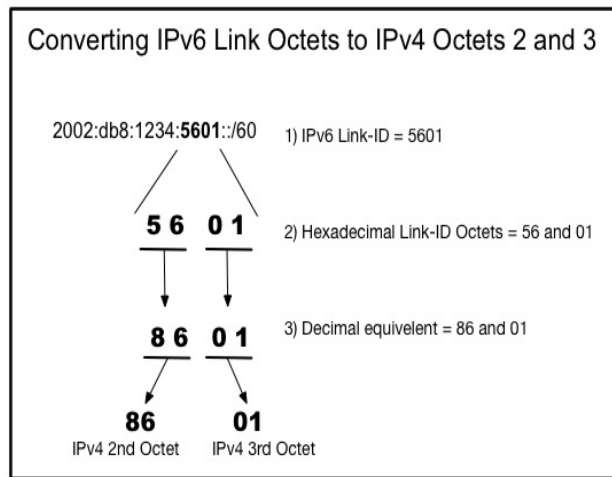 Converting IPv6 Link Octets to IPv4 Octets 2 and 3
2002:db8:1234:5601::/60
1) IPv6 Link-ID = 5601
5 6 0 1
2) Hexadecimal Link-ID Octets = 56 and 01
8 6 0 1
3) Decimal equivelent = 86 and 01
86 01
IPv4 2nd Octet IPv4 3rd Octet